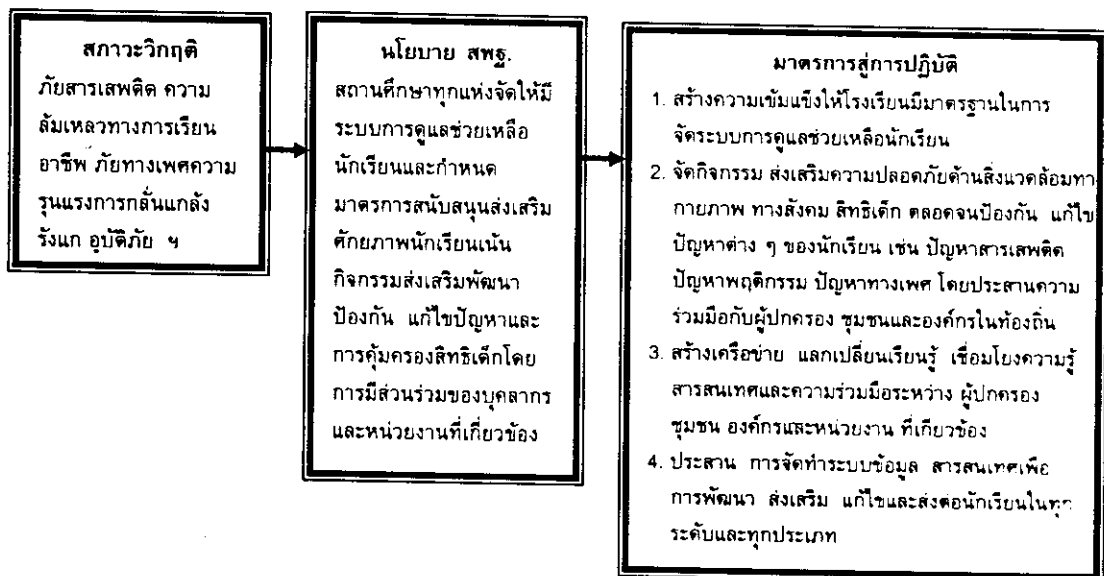 สภาวะวิกฤติ
ภัยสารเสพติด ความ
ล้มเหลวทางการเรียน
อาชีพ ภัยทางเพศความ
รุนแรงการกลั่นแกล้ง
รังแก อุบัติภัย ฯ
นโยบาย สพฐ.
สถานศึกษาทุกแห่งจัดให้มี
ระบบการดูแลช่วยเหลือ
นักเรียนและกำหนด
มาตรการสนับสนุนส่งเสริม
ศักยภาพนักเรียนเน้น
กิจกรรมส่งเสริมพัฒนา
ป้องกัน แก้ไขปัญหาและ
การคุ้มครองสิทธิเด็กโดย
การมีส่วนร่วมของบุคลากร
และหน่วยงานที่เกี่ยวข้อง
มาตรการสู่การปฏิบัติ
1. สร้างความเข้มแข็งให้โรงเรียนมีมาตรฐานในการ
จัดระบบการดูแลช่วยเหลือนักเรียน
2. จัดกิจกรรม ส่งเสริมความปลอดภัยด้านสิ่งแวดล้อมทา
กายภาพ ทางสังคม สิทธิเด็ก ตลอดจนป้องกัน แก้ไข
ปัญหาต่าง ๆ ของนักเรียน เช่น ปัญหาสารเสพติด
ปัญหาพฤติกรรม ปัญหาทางเพศ โดยประสานความ
ร่วมมือกับผู้ปกครอง ชุมชนและองค์กรในท้องถิ่น
3. สร้างเครือข่าย แลกเปลี่ยนเรียนรู้ เชื่อมโยงความรู้
สารสนเทศและความร่วมมือระหว่าง ผู้ปกครอง
ชุมชน องค์กรและหน่วยงาน ที่เกี่ยวข้อง
4. ประสาน การจัดทำระบบข้อมูล สารสนเทศเพื่อ
การพัฒนา ส่งเสริม แก้ไขและส่งต่อนักเรียนในทุก
ระดับและทุกประเภท